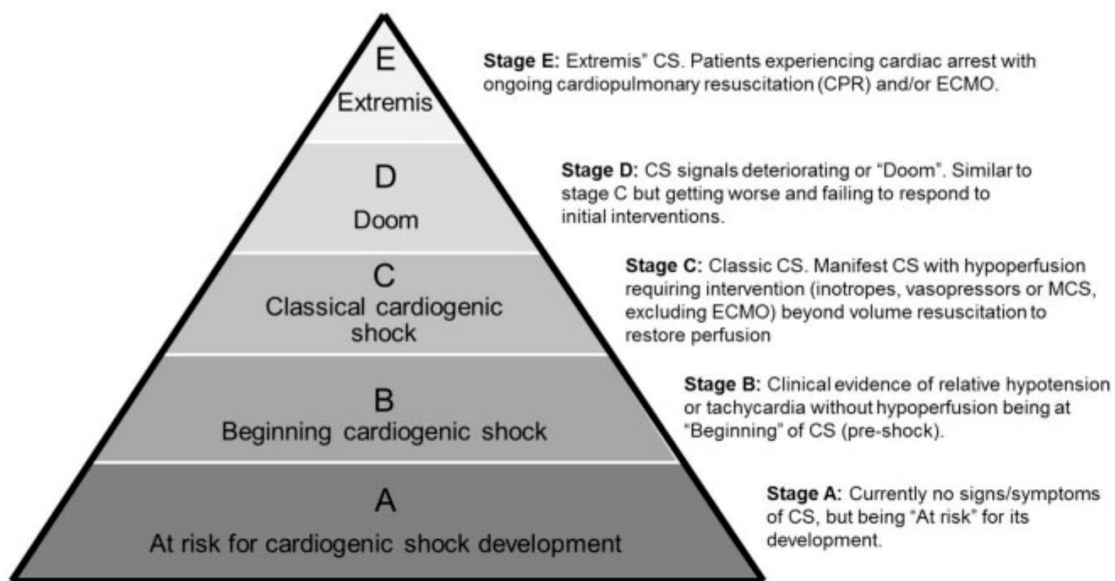 E
Extremis
Stage E: Extremis” CS. Patients experiencing cardiac arrest with
ongoing cardiopulmonary resuscitation (CPR) and/or ECMO.
D
Doom
Stage D: CS signals deteriorating or “Doom”. Similar to
stage C but getting worse and failing to respond to
initial interventions.
C
Classical cardiogenic
shock
Stage C: Classic CS. Manifest CS with hypoperfusion
requiring intervention (inotropes, vasopressors or MCS,
excluding ECMO) beyond volume resuscitation to
restore perfusion
B
Beginning cardiogenic shock
Stage B: Clinical evidence of relative hypotension
or tachycardia without hypoperfusion being at
“Beginning” of CS (pre-shock).
A
At risk for cardiogenic shock development
Stage A: Currently no signs/symptoms
of CS, but being “At risk” for its
development.